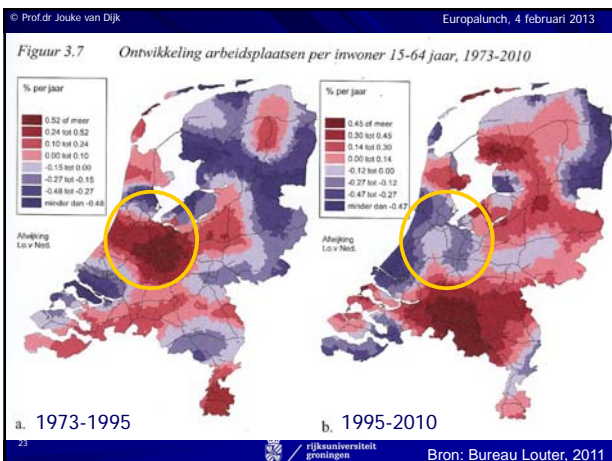 © Prof.dr Jouke van Dijk
Europalunch, 4 februari 2013
Figuur 3.7 Ontwikkeling arbeidsplaatsen per inwoner 15-64 jaar, 1973-2010
% per jaar
0.52 of meer
0.24 tot 0.52
0.10 tot 0.24
0.00 tot 0.10
-0.15 tot 0.00
-0.27 tot -0.15
-0.48 tot -0.27
minder dan -0.48
Afwijking
t.o.v Ned.
% per jaar
0.45 of meer
0.30 tot 0.45
0.14 tot 0.30
0.00 tot 0.14
-0.12 tot 0.00
-0.27 tot -0.12
-0.47 tot -0.27
minder dan -0.47
Afwijking
t.o.v Ned.
a. 1973-1995
b. 1995-2010
23
rijksuniversiteit
groningen
Bron: Bureau Louter, 2011